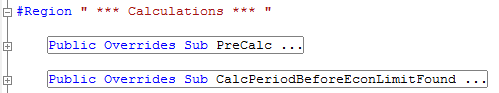 #Region " *** Calculations *** "
Public Overrides Sub PreCalc ...
Public Overrides Sub CalcPeriodBeforeEconLimitFound ...